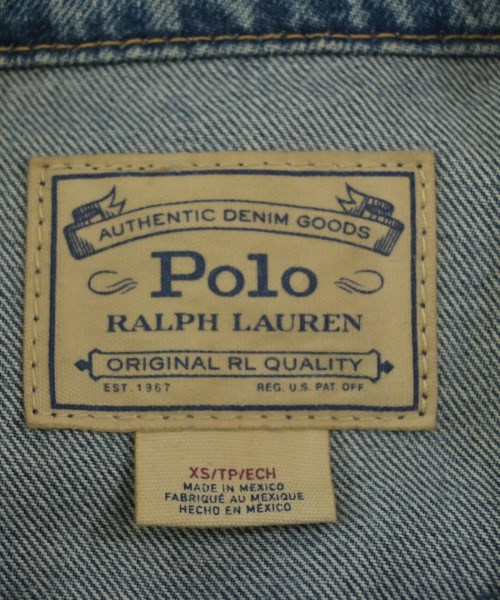 AUTHENTIC DENIM GOODS
Polo
RALPH LAUREN
ORIGINAL RL QUALITY
EST. 1967 REG. U.S. PAT. OFF.
XS/TP/ECH
MADE IN MEXICO
FABRIQUÉ AU MEXIQUE
HECHO EN MÉXICO